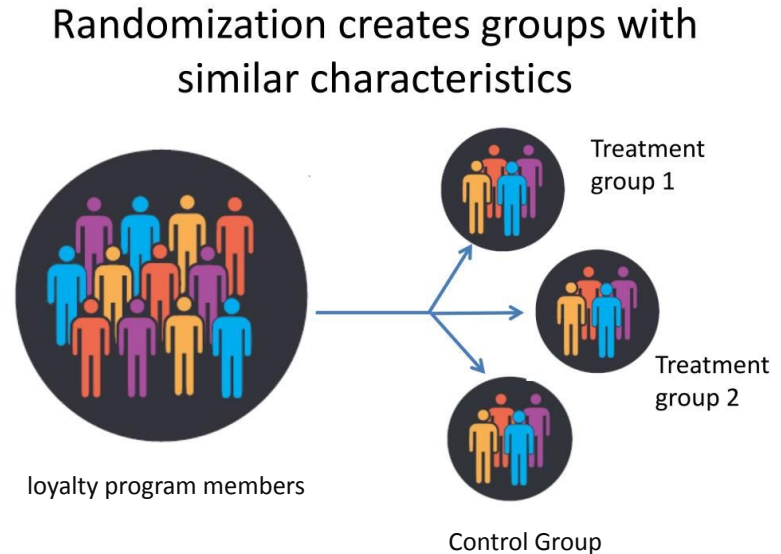 Randomization creates groups with
similar characteristics
Treatment
group 1
Treatment
group 2
loyalty program members
Control Group